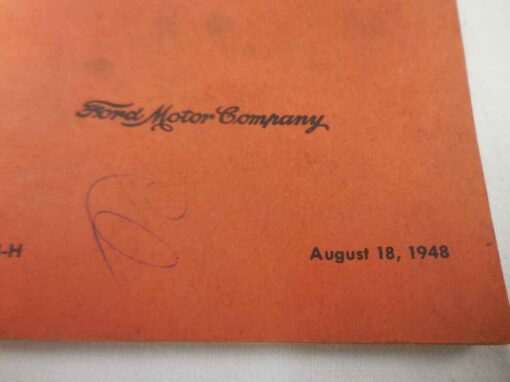 Ford Motor Company
-H August 18, 1948